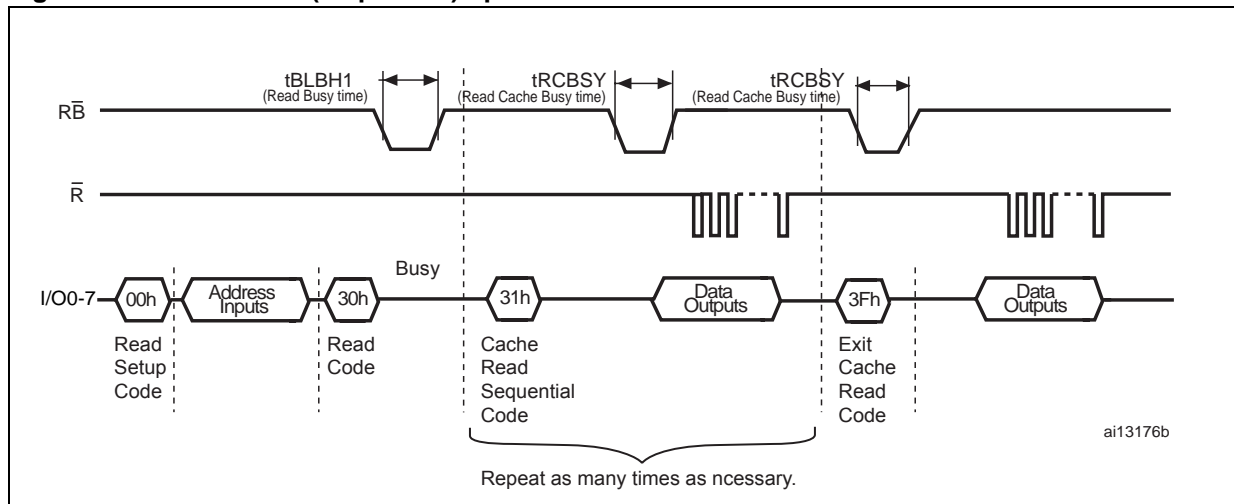 tBLBH1
(Read Busy time)
tRCBSY
(Read Cache Busy time)
tRCBSY
(Read Cache Busy time)
RB
R
Busy
I/O0-7
00h
Address
Inputs
30h
31h
Data
Outputs
3Fh
Data
Outputs
Read
Setup
Code
Read
Code
Cache
Read
Sequential
Code
Exit
Cache
Read
Code
ai13176b
Repeat as many times as ncessary.